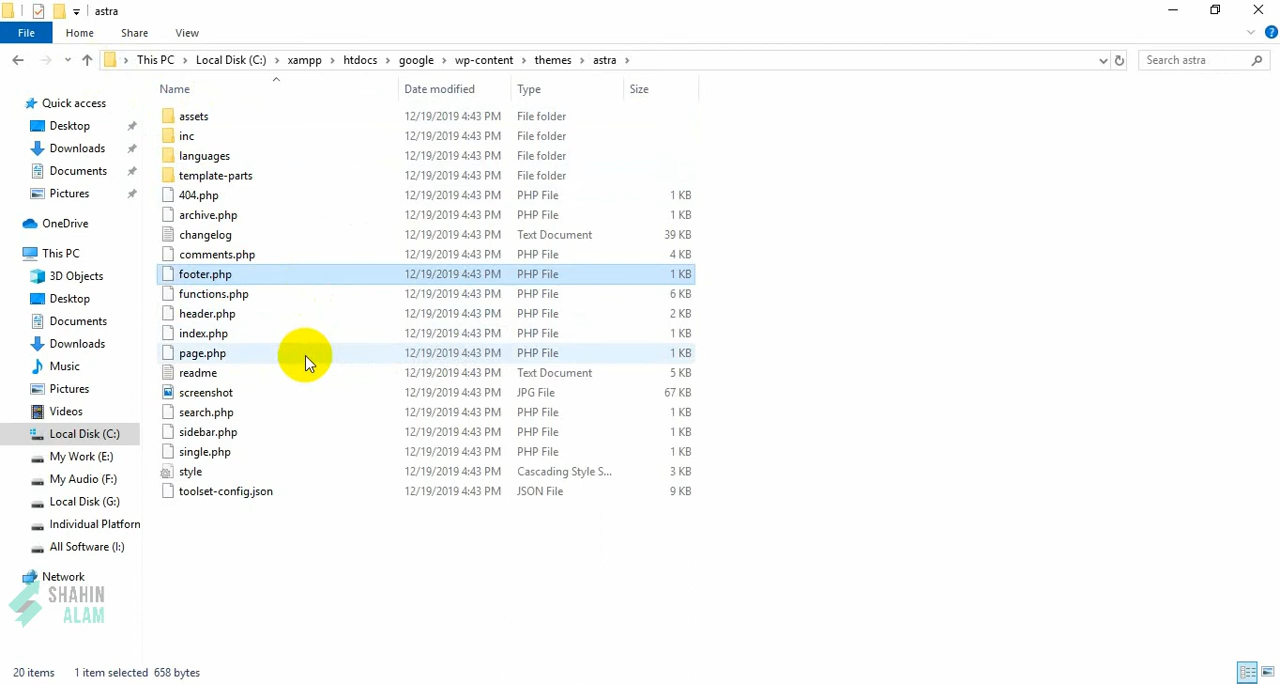 astra
File Home Share View
This PC Local Disk (C:) xampp htdocs google wp-content themes astra Search astra
Name Date modified Type Size
Quick access
Desktop
Downloads
Documents
Pictures
OneDrive
This PC
3D Objects
Desktop
Documents
Downloads
Music
Pictures
Videos
Local Disk (C:)
My Work (E:)
My Audio (F:)
Local Disk (G:)
Individual Platforn
All Software (I:)
Network
assets 12/19/2019 4:43 PM File folder
inc 12/19/2019 4:43 PM File folder
languages 12/19/2019 4:43 PM File folder
template-parts 12/19/2019 4:43 PM File folder
404.php 12/19/2019 4:43 PM PHP File 1 KB
archive.php 12/19/2019 4:43 PM PHP File 1 KB
changelog 12/19/2019 4:43 PM Text Document 39 KB
comments.php 12/19/2019 4:43 PM PHP File 4 KB
footer.php 12/19/2019 4:43 PM PHP File 1 KB
functions.php 12/19/2019 4:43 PM PHP File 6 KB
header.php 12/19/2019 4:43 PM PHP File 2 KB
index.php 12/19/2019 4:43 PM PHP File 1 KB
page.php 12/19/2019 4:43 PM PHP File 1 KB
readme 12/19/2019 4:43 PM Text Document 5 KB
screenshot 12/19/2019 4:43 PM JPG File 67 KB
search.php 12/19/2019 4:43 PM PHP File 1 KB
sidebar.php 12/19/2019 4:43 PM PHP File 1 KB
single.php 12/19/2019 4:43 PM PHP File 1 KB
style 12/19/2019 4:43 PM Cascading Style S... 3 KB
toolset-config.json 12/19/2019 4:43 PM JSON File 9 KB
SHAHIN
ALAM
20 items 1 item selected 658 bytes